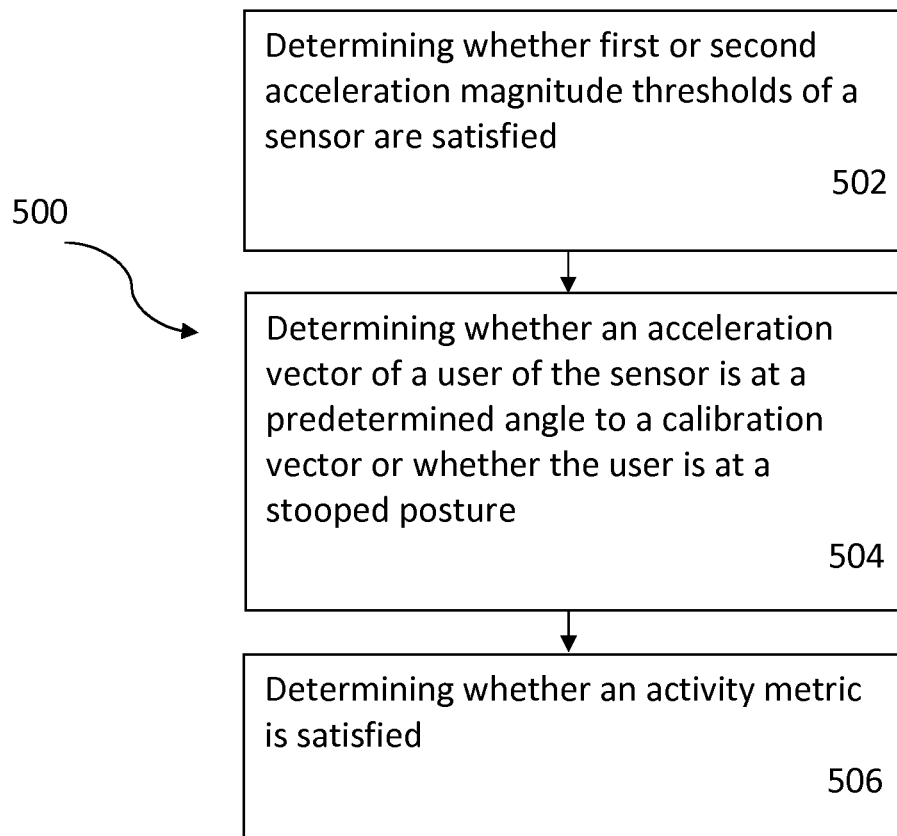 Determining whether first or second
acceleration magnitude thresholds of a
sensor are satisfied
502
500
Determining whether an acceleration
vector of a user of the sensor is at a
predetermined angle to a calibration
vector or whether the user is at a
stooped posture
504
Determining whether an activity metric
is satisfied
506